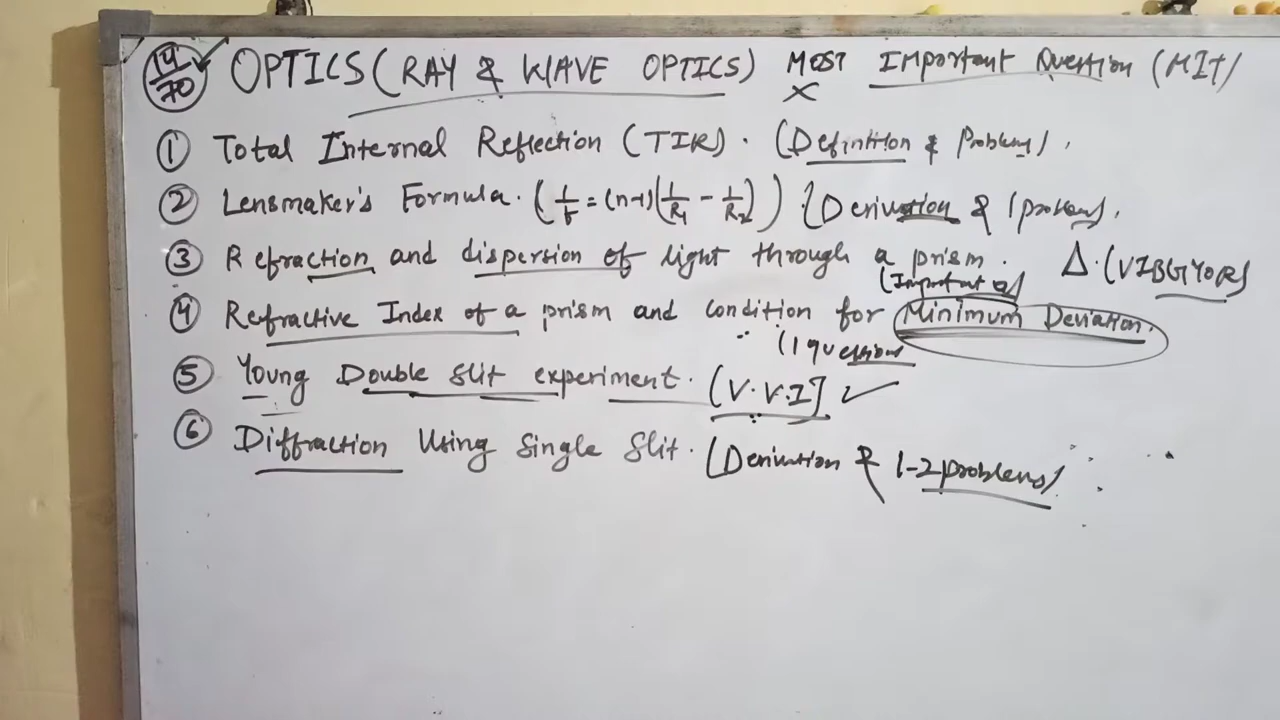 14/70 OPTICS (RAY & WAVE OPTICS) MOST IMPortant Question (MIT)
① Total Internal Reflection (TIR). (Definition & Problems).
② Lensmaker's Formula. (1/f = (n-1)(1/R₁ - 1/R₂)) (Derivation & 1 problem).
③ Refraction and dispersion of light through a prism. Δ. (VIBGYOR)
(Important Q)
④ Refractive Index of a prism and condition for Minimum Deviation.
(1 question
⑤ Young Double Slit experiment. (V.V.I] ✓
⑥ Diffraction Using Single Slit. (Derivation & 1-2 problems)